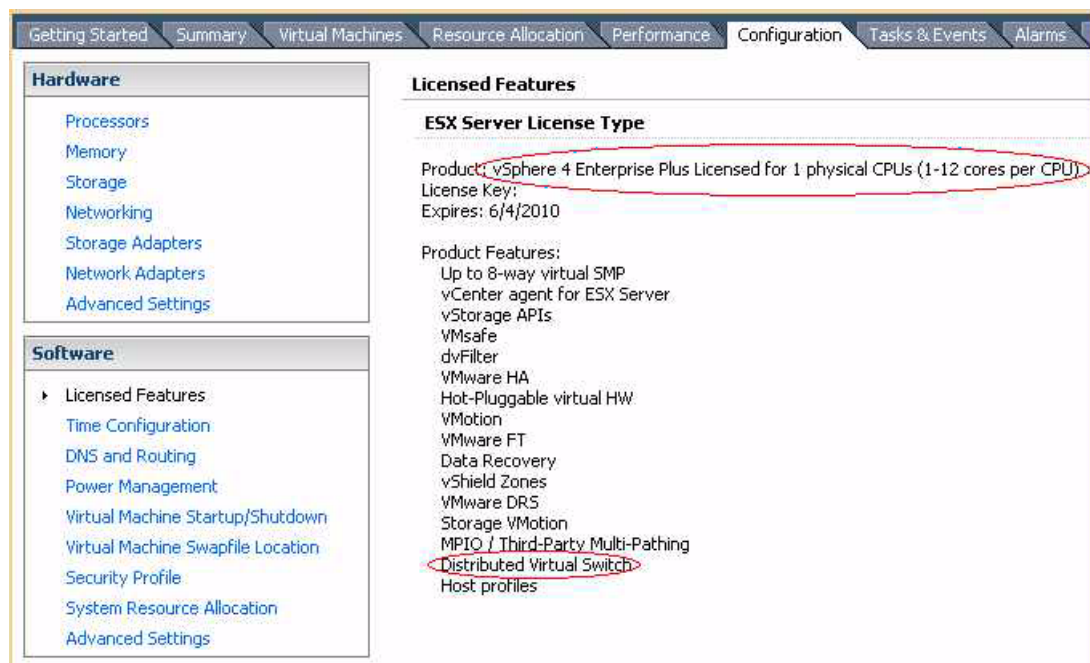 Getting Started Summary Virtual Machines Resource Allocation Performance Configuration Tasks & Events Alarms
Hardware
Processors
Memory
Storage
Networking
Storage Adapters
Network Adapters
Advanced Settings
Software
Licensed Features
Time Configuration
DNS and Routing
Power Management
Virtual Machine Startup/Shutdown
Virtual Machine Swapfile Location
Security Profile
System Resource Allocation
Advanced Settings
Licensed Features
ESX Server License Type
Product: vSphere 4 Enterprise Plus Licensed for 1 physical CPUs (1-12 cores per CPU)
License Key:
Expires: 6/4/2010
Product Features:
Up to 8-way virtual SMP
vCenter agent for ESX Server
vStorage APIs
VMsafe
dvFilter
VMware HA
Hot-Pluggable virtual HW
VMotion
VMware FT
Data Recovery
vShield Zones
VMware DRS
Storage VMotion
MPIO / Third-Party Multi-Pathing
Distributed Virtual Switch
Host profiles